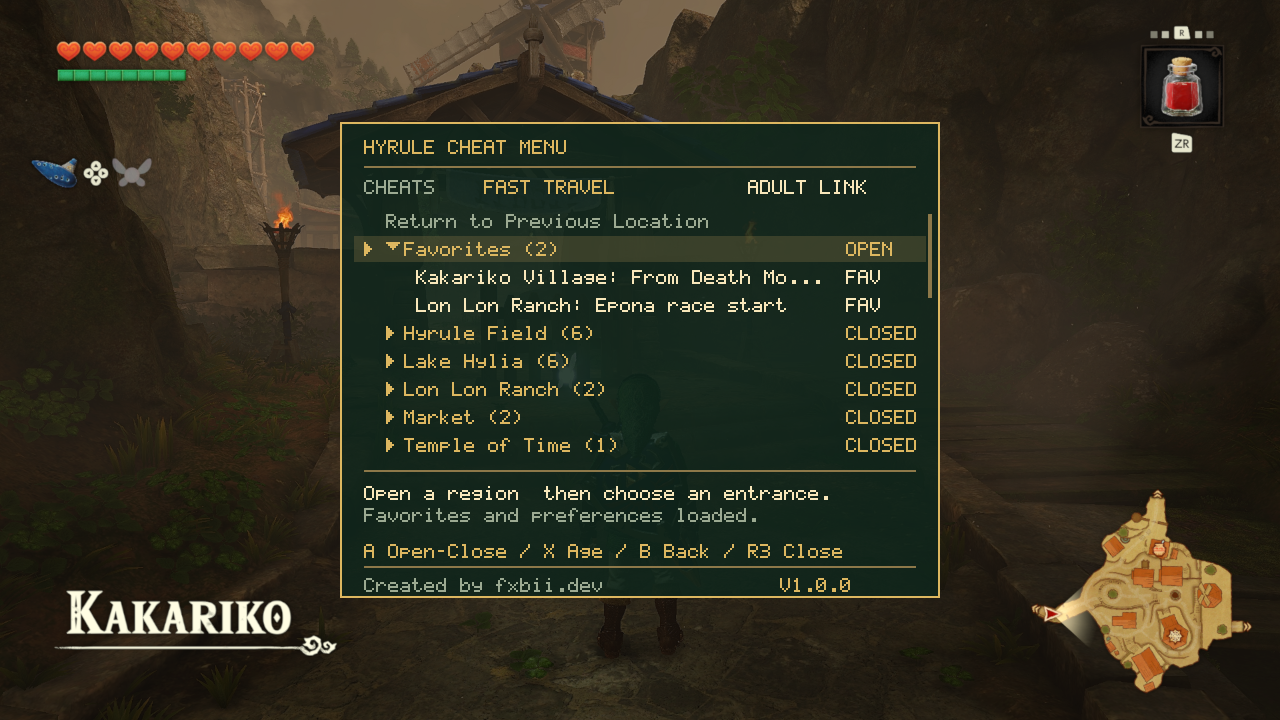 R
ZR
HYRULE CHEAT MENU
CHEATS FAST TRAVEL ADULT LINK
Return to Previous Location
Favorites (2) OPEN
Kakariko Village: From Death Mo... FAV
Lon Lon Ranch: Epona race start FAV
Hyrule Field (6) CLOSED
Lake Hylia (6) CLOSED
Lon Lon Ranch (2) CLOSED
Market (2) CLOSED
Temple of Time (1) CLOSED
Open a region then choose an entrance.
Favorites and preferences loaded.
A Open-Close / X Age / B Back / R3 Close
Created by fxbii.dev V1.0.0
KAKARIKO